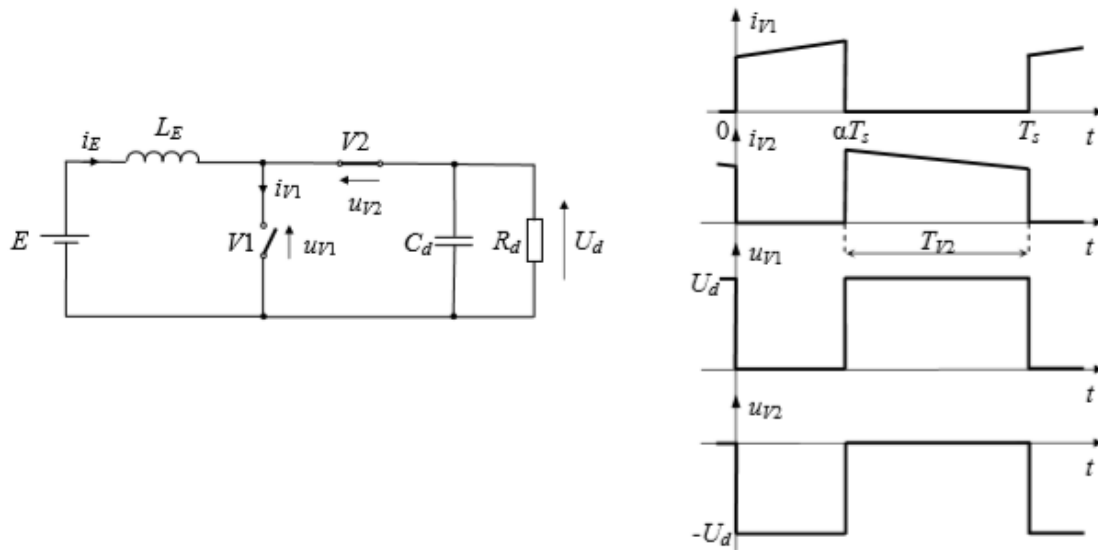 L_E
V2
i_E
i_V1
u_V2
E
V1
u_V1
C_d
R_d
U_d
i_V1
0
αT_s
T_s
t
i_V2
T_V2
t
u_V1
U_d
t
u_V2
t
-U_d